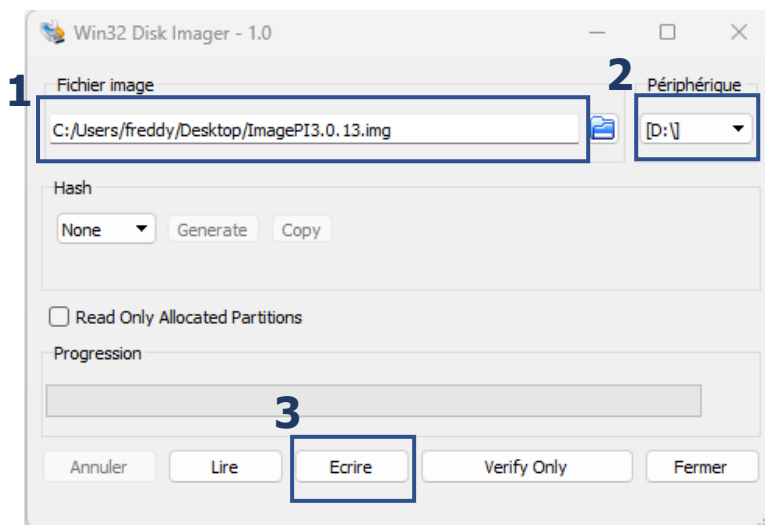 Win32 Disk Imager - 1.0
1
Fichier image
2
Périphérique
C:/Users/freddy/Desktop/ImagePI3.0.13.img
[D:\]
Hash
None
Generate
Copy
Read Only Allocated Partitions
Progression
3
Annuler
Lire
Ecrire
Verify Only
Fermer